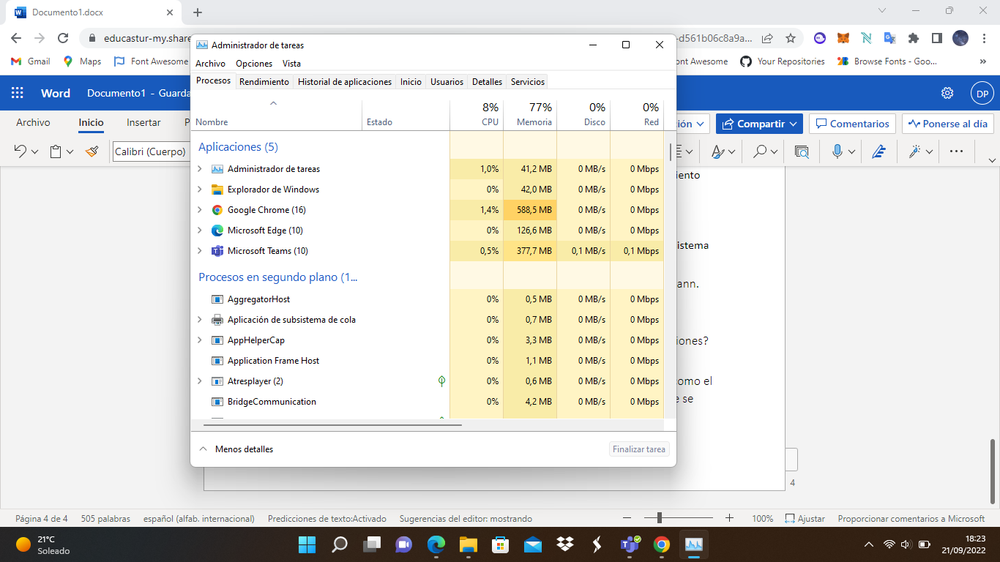 Documento1.docx
educastur-my.share
-d561b06c8a9a...
Gmail
Maps
Font Awesome
ont Awesome
Your Repositories
Browse Fonts - Goo...
»
Word
Documento1 - Guarda
DP
Archivo
Inicio
Insertar
P
ión
Compartir
Comentarios
Ponerse al día
Calibri (Cuerpo)
Administrador de tareas
Archivo Opciones Vista
Procesos Rendimiento Historial de aplicaciones Inicio Usuarios Detalles Servicios
8% 77% 0% 0%
Nombre Estado CPU Memoria Disco Red
Aplicaciones (5)
Administrador de tareas 1,0% 41,2 MB 0 MB/s 0 Mbps
Explorador de Windows 0% 42,0 MB 0 MB/s 0 Mbps
Google Chrome (16) 1,4% 588,5 MB 0 MB/s 0 Mbps
Microsoft Edge (10) 0% 126,6 MB 0 MB/s 0 Mbps
Microsoft Teams (10) 0,5% 377,7 MB 0,1 MB/s 0,1 Mbps
Procesos en segundo plano (1...
AggregatorHost 0% 0,5 MB 0 MB/s 0 Mbps
Aplicación de subsistema de cola 0% 0,7 MB 0 MB/s 0 Mbps
AppHelperCap 0% 3,3 MB 0 MB/s 0 Mbps
Application Frame Host 0% 1,1 MB 0 MB/s 0 Mbps
Atresplayer (2) 0% 0,6 MB 0 MB/s 0 Mbps
BridgeCommunication 0% 4,2 MB 0 MB/s 0 Mbps
Menos detalles
Finalizar tarea
iento
istema
ann.
iones?
como el
e se
4
Página 4 de 4 505 palabras español (alfab. internacional) Predicciones de texto:Activado Sugerencias del editor: mostrando 100% Ajustar Proporcionar comentarios a Microsoft
21°C
Soleado
18:23
21/09/2022